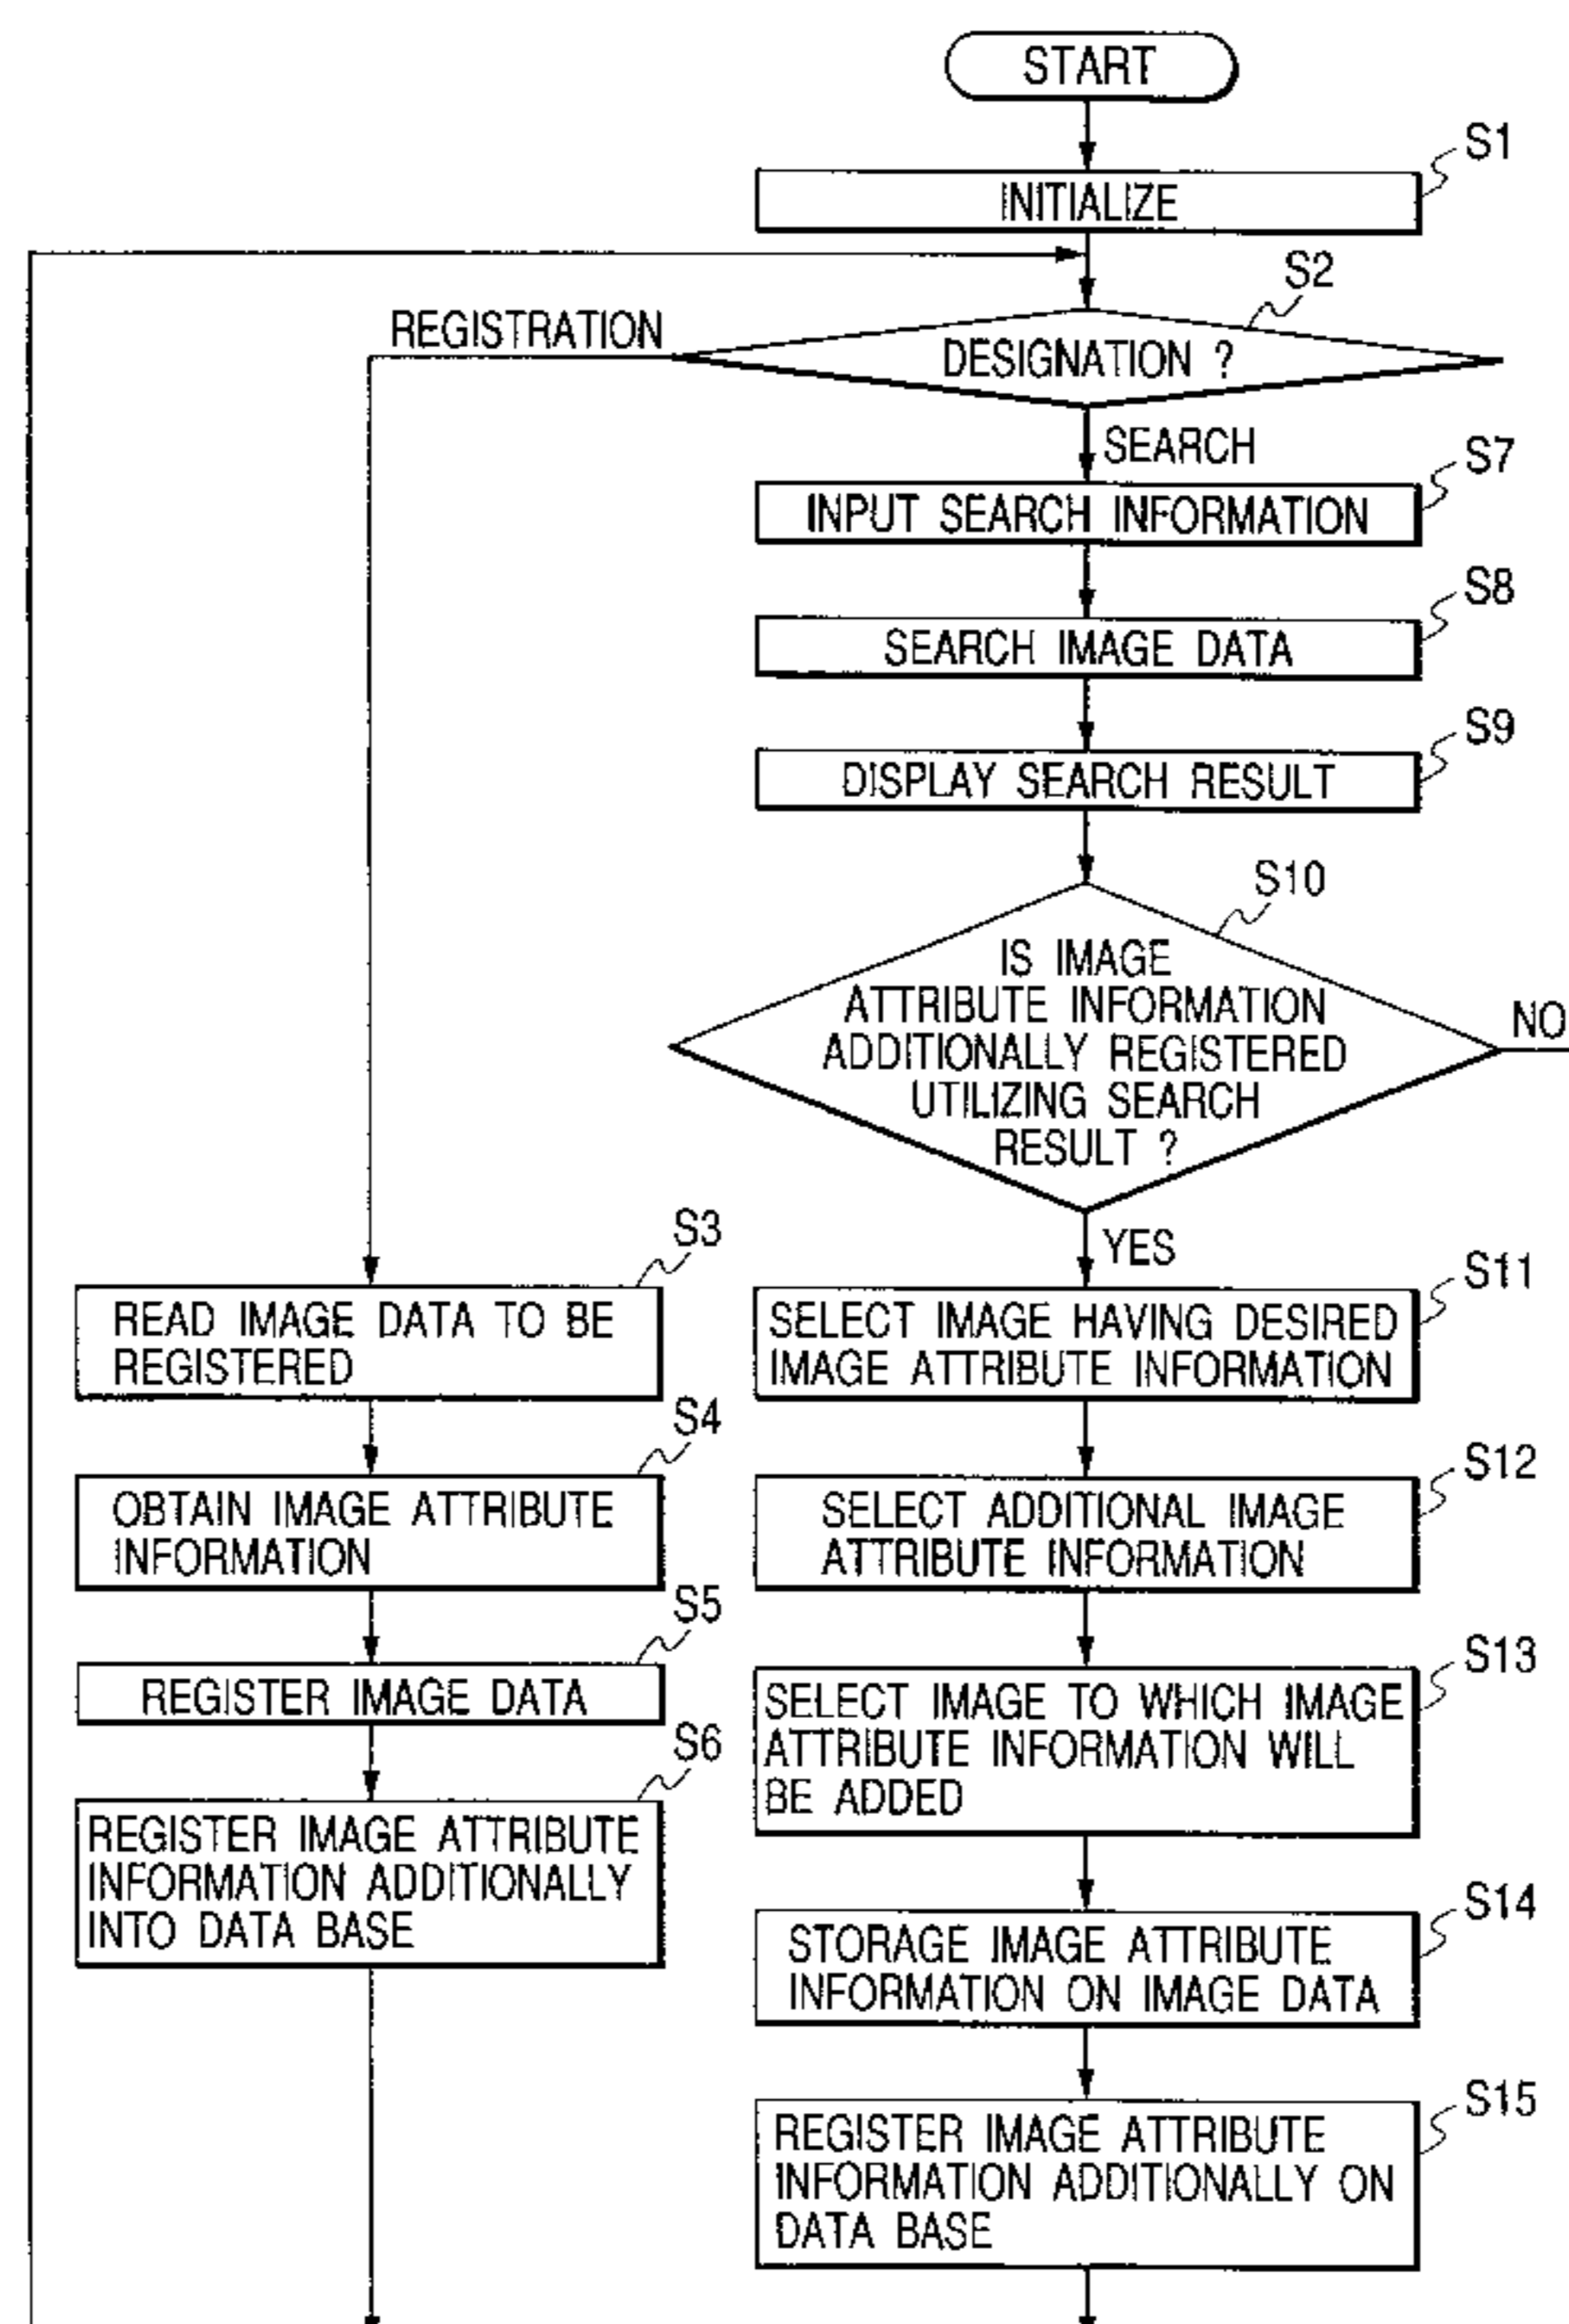 START
S1
INITIALIZE
S2
REGISTRATION
DESIGNATION ?
SEARCH
S7
INPUT SEARCH INFORMATION
S8
SEARCH IMAGE DATA
S9
DISPLAY SEARCH RESULT
S10
IS IMAGE
ATTRIBUTE INFORMATION
ADDITIONALLY REGISTERED
UTILIZING SEARCH
RESULT ?
NO
YES
S3
READ IMAGE DATA TO BE
REGISTERED
S4
OBTAIN IMAGE ATTRIBUTE
INFORMATION
S5
REGISTER IMAGE DATA
S6
REGISTER IMAGE ATTRIBUTE
INFORMATION ADDITIONALLY
INTO DATA BASE
S11
SELECT IMAGE HAVING DESIRED
IMAGE ATTRIBUTE INFORMATION
S12
SELECT ADDITIONAL IMAGE
ATTRIBUTE INFORMATION
S13
SELECT IMAGE TO WHICH IMAGE
ATTRIBUTE INFORMATION WILL
BE ADDED
S14
STORAGE IMAGE ATTRIBUTE
INFORMATION ON IMAGE DATA
S15
REGISTER IMAGE ATTRIBUTE
INFORMATION ADDITIONALLY ON
DATA BASE